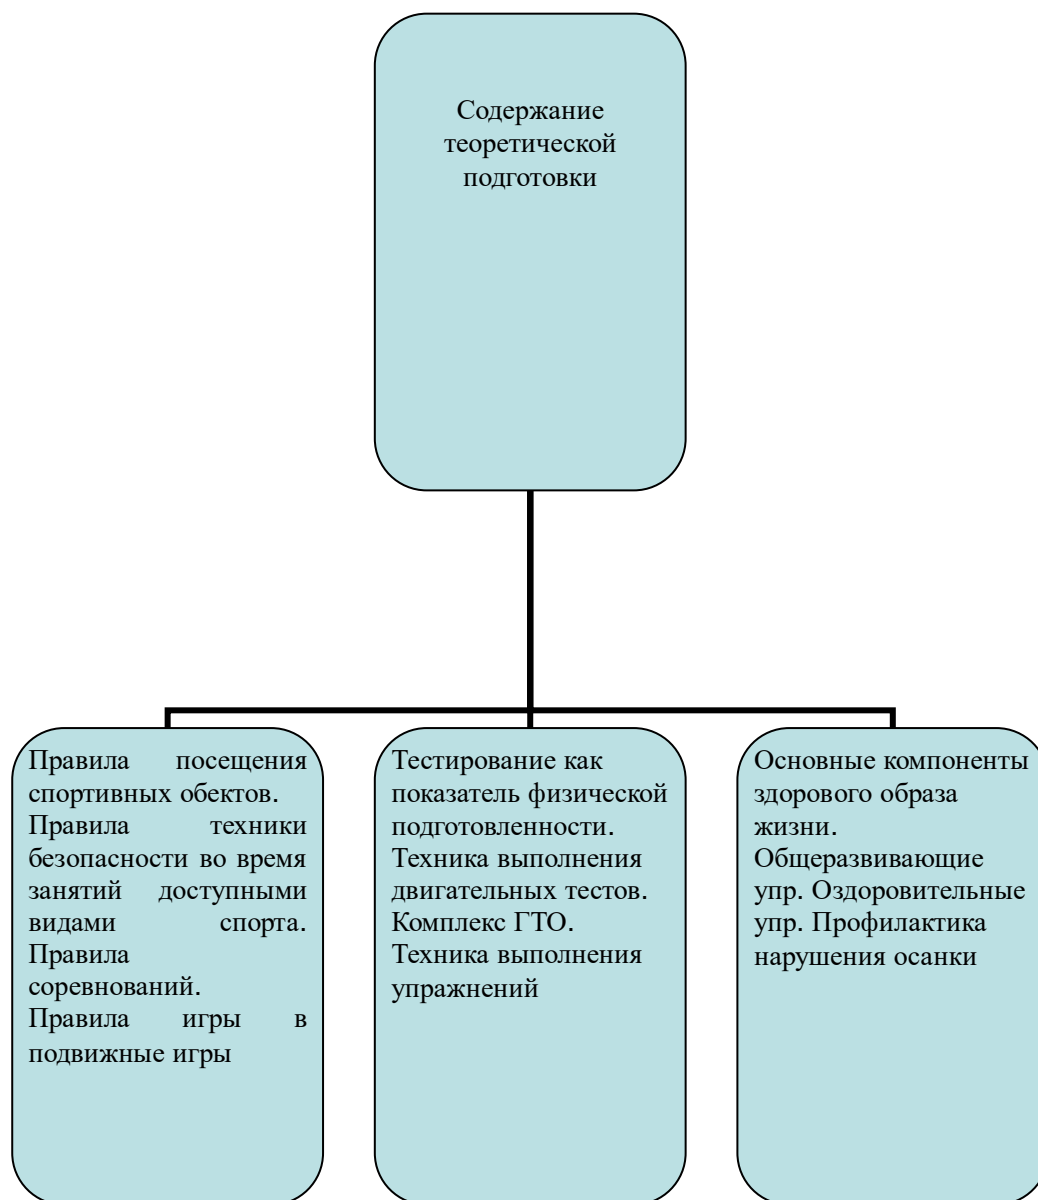 Содержание
теоретической
подготовки
Правила посещения
спортивных обектов.
Правила техники
безопасности во время
занятий доступными
видами спорта.
Правила
соревнований.
Правила игры в
подвижные игры
Тестирование как
показатель физической
подготовленности.
Техника выполнения
двигательных тестов.
Комплекс ГТО.
Техника выполнения
упражнений
Основные компоненты
здорового образа
жизни.
Общеразвивающие
упр. Оздоровительные
упр. Профилактика
нарушения осанки